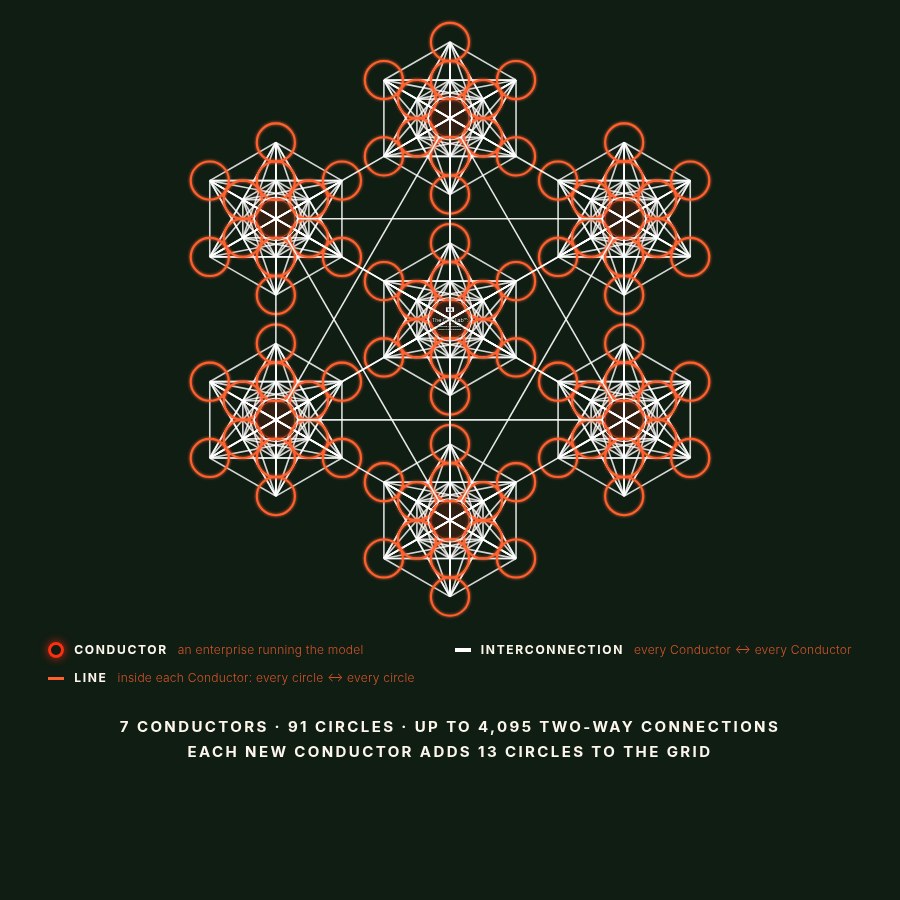 CONDUCTOR an enterprise running the model
INTERCONNECTION every Conductor ↔ every Conductor
LINE inside each Conductor: every circle ↔ every circle
7 CONDUCTORS · 91 CIRCLES · UP TO 4,095 TWO-WAY CONNECTIONS
EACH NEW CONDUCTOR ADDS 13 CIRCLES TO THE GRID